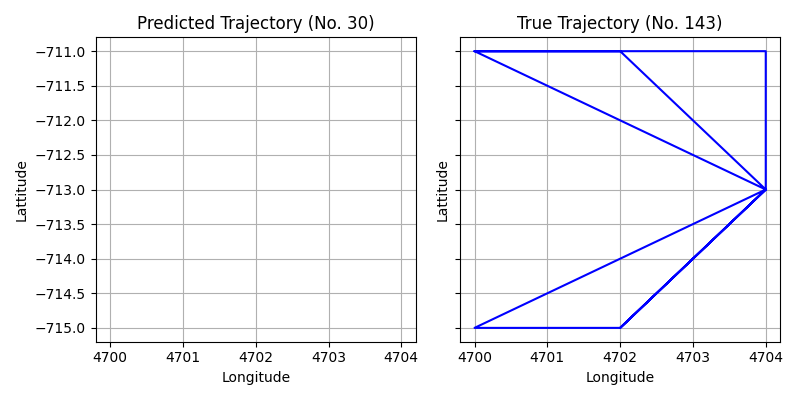 Predicted Trajectory (No. 30)
True Trajectory (No. 143)
−711.0
−711.5
−712.0
−712.5
−713.0
−713.5
−714.0
−714.5
−715.0
Lattitude
Lattitude
4700 4701 4702 4703 4704
4700 4701 4702 4703 4704
Longitude
Longitude